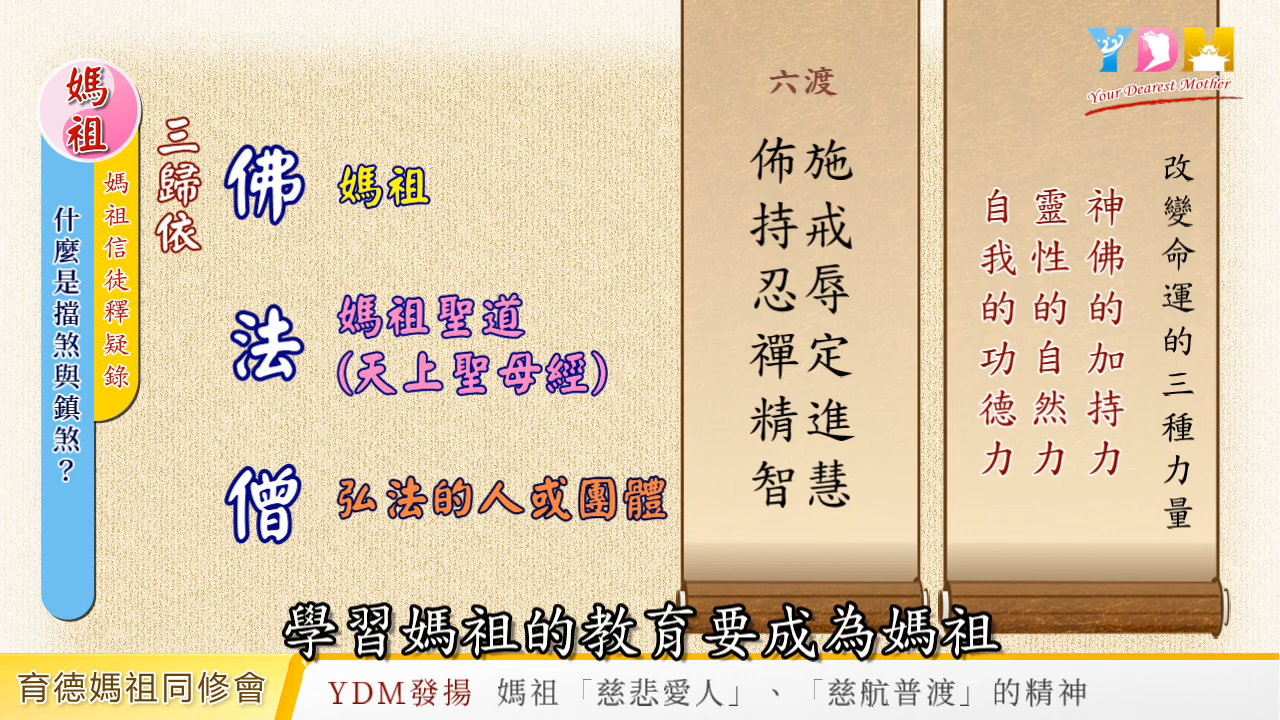 媽祖
媽祖信徒釋疑錄
什麼是擋煞與鎮煞？
三歸依
佛 媽祖
法 媽祖聖道
(天上聖母經)
僧 弘法的人或團體
六渡
佈施
持戒
忍辱
禪定
精進
智慧
YDM
Your Dearest Mother
改變命運的三種力量
神佛的加持力
靈性的自然力
自我的功德力
學習媽祖的教育要成為媽祖
育德媽祖同修會
YDM發揚 媽祖「慈悲愛人」、「慈航普渡」的精神